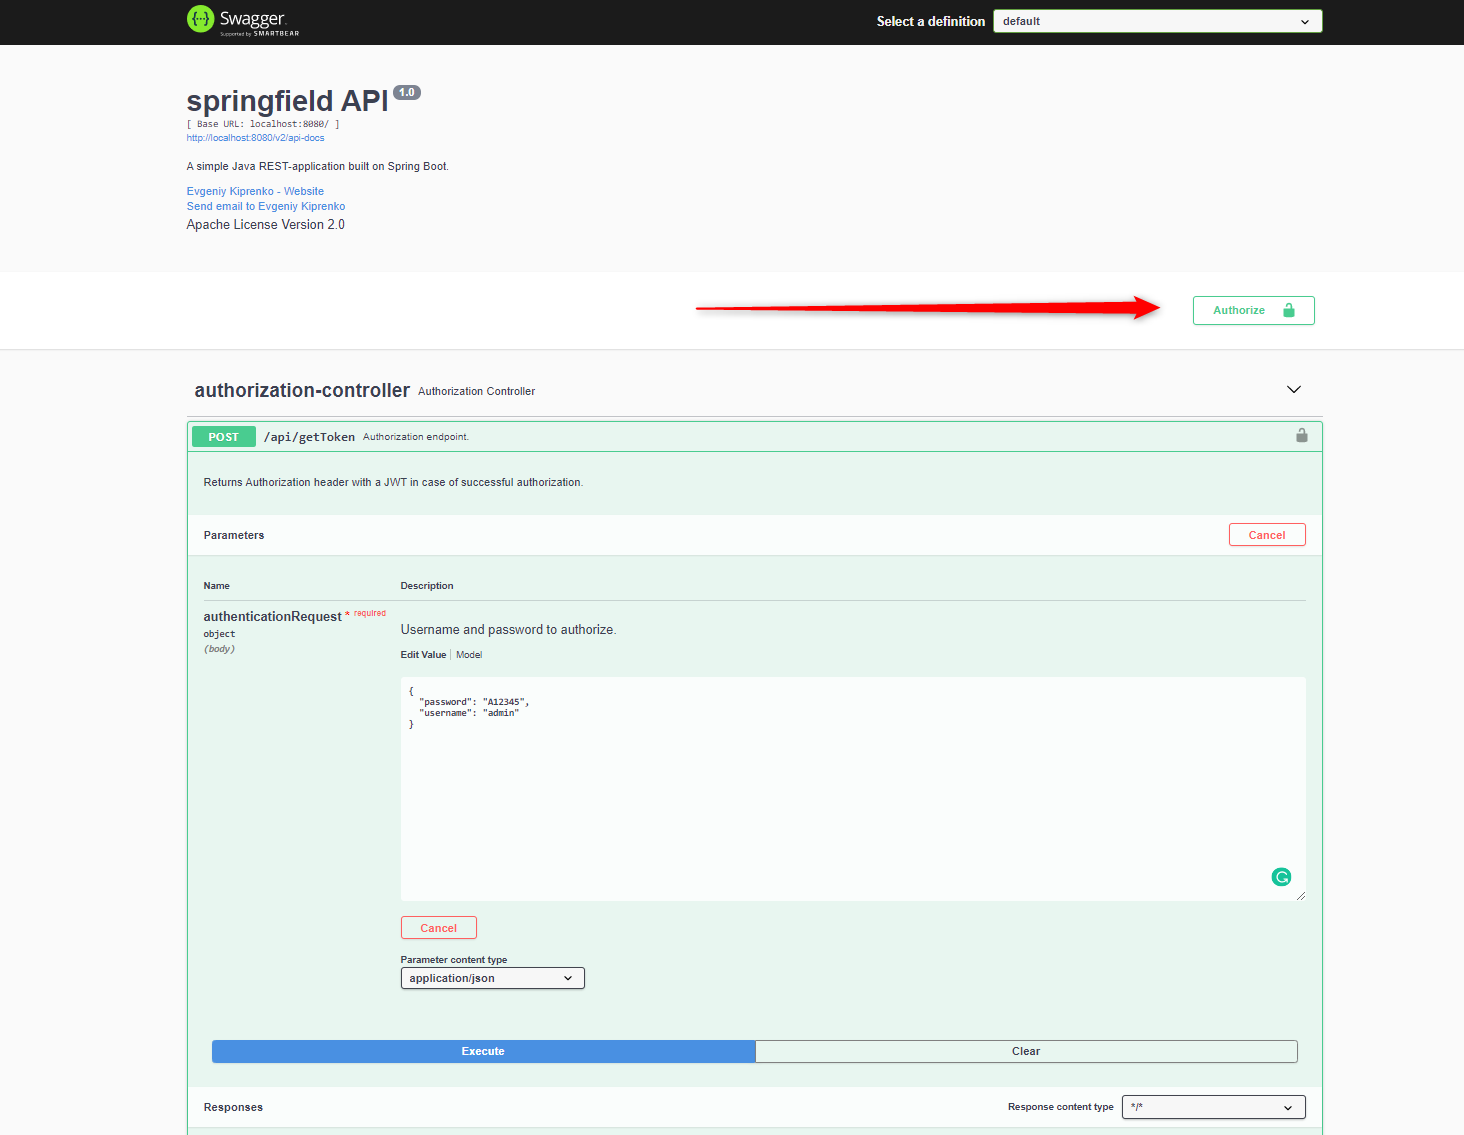 Swagger.
Supported by SMARTBEAR
Select a definition
default
springfield API 1.0
[ Base URL: localhost:8080/ ]
http://localhost:8080/v2/api-docs
A simple Java REST-application built on Spring Boot.
Evgeniy Kiprenko - Website
Send email to Evgeniy Kiprenko
Apache License Version 2.0
Authorize
authorization-controller Authorization Controller
POST /api/getToken Authorization endpoint.
Returns Authorization header with a JWT in case of successful authorization.
Parameters
Cancel
Name Description
authenticationRequest * required
object
(body)
Username and password to authorize.
Edit Value Model
{
"password": "A12345",
"username": "admin"
}
Cancel
Parameter content type
application/json
Execute Clear
Responses
Response content type */*